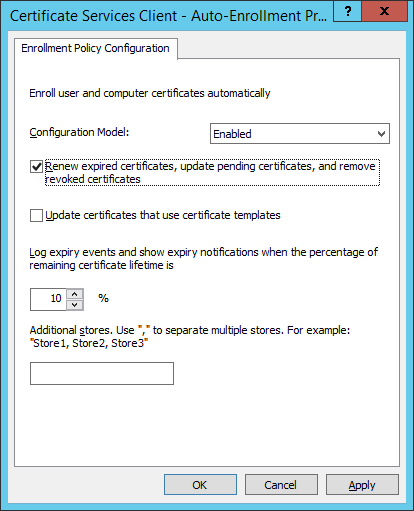 Certificate Services Client - Auto-Enrollment Pr...
? x
Enrollment Policy Configuration
Enroll user and computer certificates automatically
Configuration Model:
Enabled
Renew expired certificates, update pending certificates, and remove
revoked certificates
Update certificates that use certificate templates
Log expiry events and show expiry notifications when the percentage of
remaining certificate lifetime is
10 %
Additional stores. Use "," to separate multiple stores. For example:
"Store1, Store2, Store3"
OK Cancel Apply